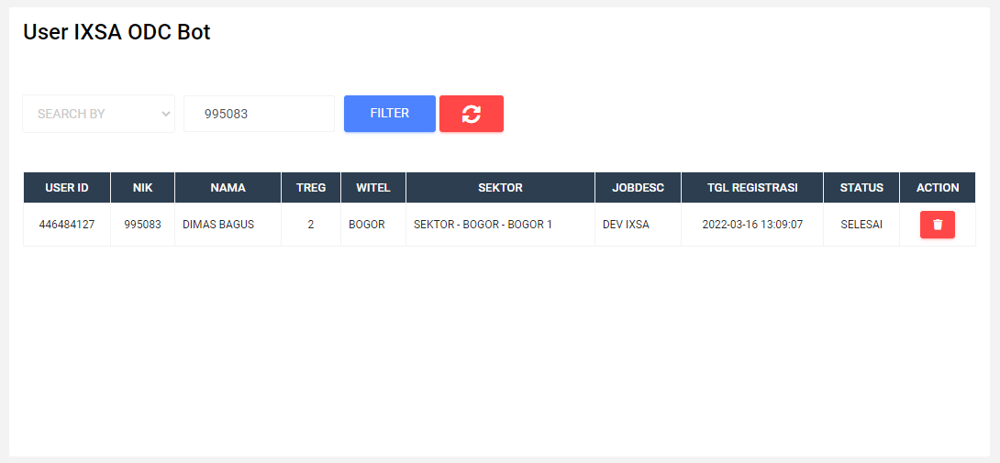 User IXSA ODC Bot
SEARCH BY 995083 FILTER
USER ID NIK NAMA TREG WITEL SEKTOR JOBDESC TGL REGISTRASI STATUS ACTION
446484127 995083 DIMAS BAGUS 2 BOGOR SEKTOR - BOGOR - BOGOR 1 DEV IXSA 2022-03-16 13:09:07 SELESAI